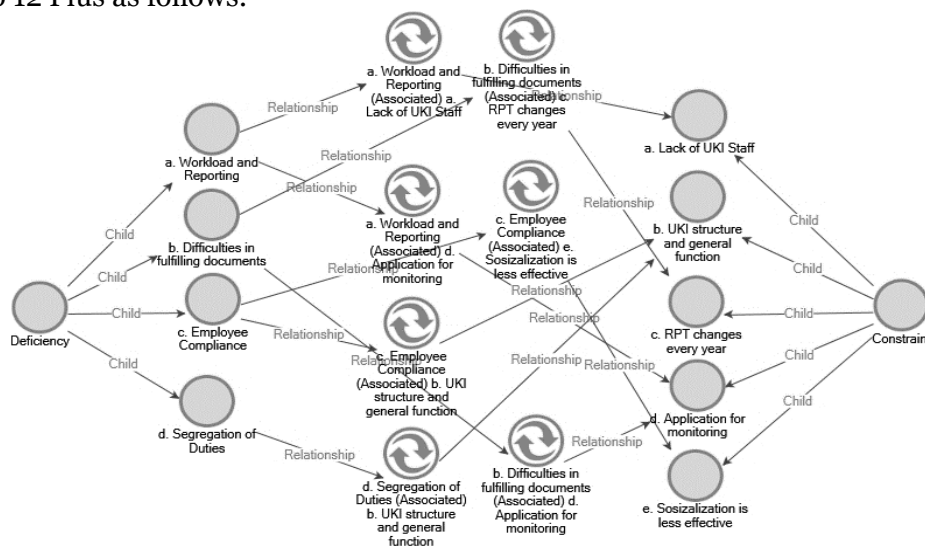 12 Plus as follows:
a. Workload and
Reporting
(Associated) a.
Lack of UKI Staff
b. Difficulties in
fulfilling documents
(Associated) c.
RPT changes
every year
Relationship
Relationship
a. Lack of UKI Staff
a. Workload and
Reporting
Relationship
Relationship
a. Workload and
Reporting
(Associated) d.
Application for
monitoring
c. Employee
Compliance
(Associated) e.
Sosizalization is
less effective
Relationship
b. UKI structure
and general
function
Child
Child
b. Difficulties in
fulfilling documents
Child
Child
Relationship
Relationship
Deficiency
Child
c. Employee
Compliance
Relationship
Relationship
c. Employee
Compliance
(Associated) b. UKI
structure and
general function
Relationship
Relationship
c. RPT changes
every year
Child
Constrain
Child
d. Segregation of
Duties
Relationship
Relationship
d. Application for
monitoring
Child
Child
Relationship
d. Segregation of
Duties (Associated)
b. UKI structure
and general
function
b. Difficulties in
fulfilling documents
(Associated) d.
Application for
monitoring
e. Sosizalization is
less effective